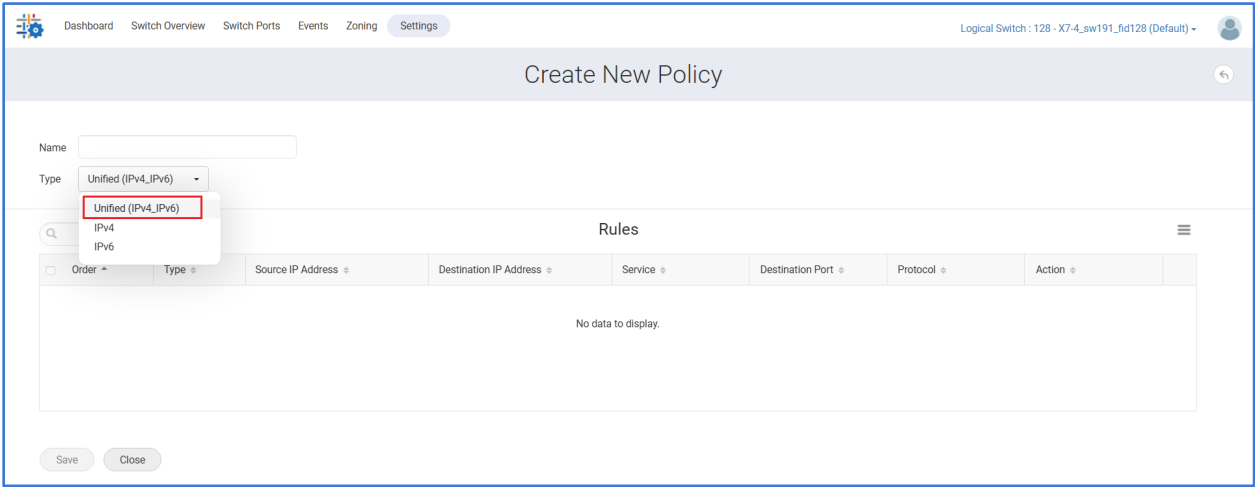 Dashboard Switch Overview Switch Ports Events Zoning Settings Logical Switch : 128 - X7-4_sw191_fid128 (Default)
Create New Policy
Name
Type Unified (IPv4_IPv6)
Unified (IPv4_IPv6)
IPv4
IPv6
Rules
Order Type Source IP Address Destination IP Address Service Destination Port Protocol Action
No data to display.
Save Close